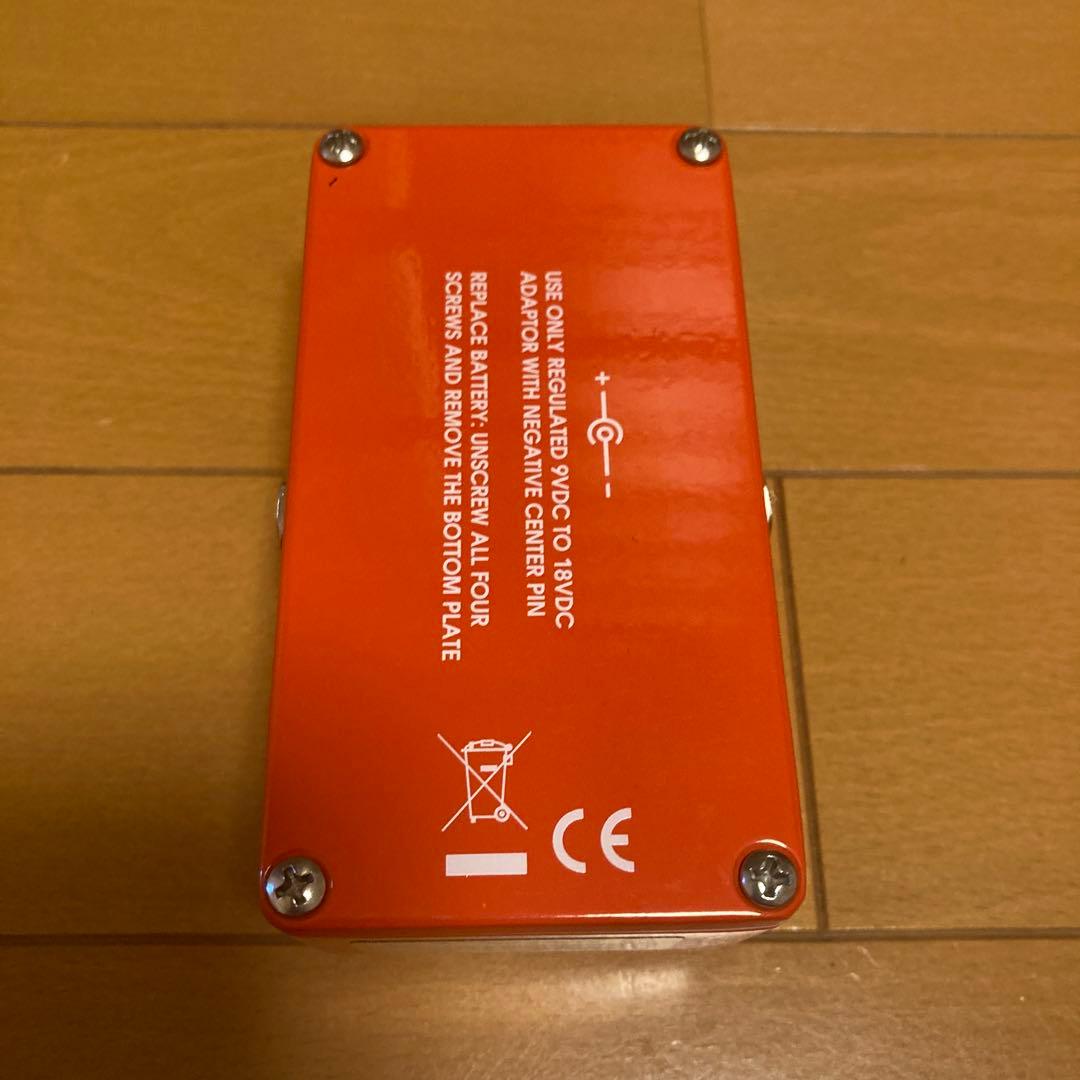 + -
USE ONLY REGULATED 9VDC TO 18VDC
ADAPTOR WITH NEGATIVE CENTER PIN
REPLACE BATTERY: UNSCREW ALL FOUR
SCREWS AND REMOVE THE BOTTOM PLATE
CE